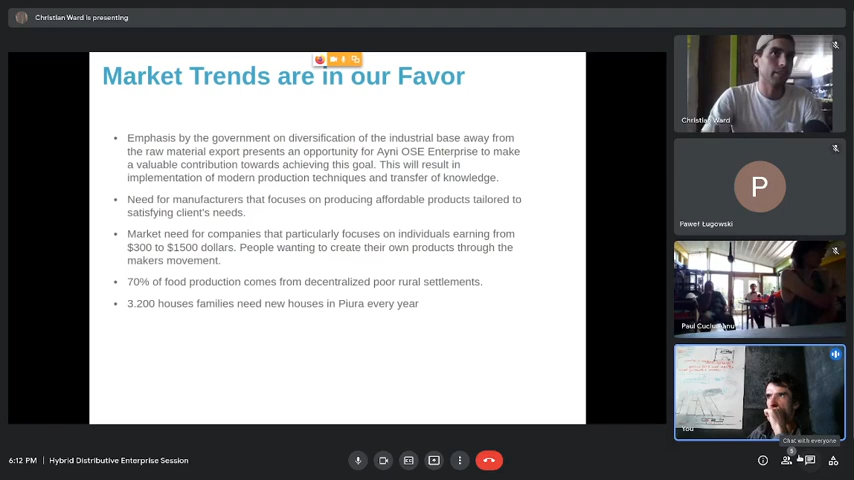 Christian Ward is presenting
Market Trends are in our Favor
• Emphasis by the government on diversification of the industrial base away from
the raw material export presents an opportunity for Ayni OSE Enterprise to make
a valuable contribution towards achieving this goal. This will result in
implementation of modern production techniques and transfer of knowledge.
• Need for manufacturers that focuses on producing affordable products tailored to
satisfying client's needs.
• Market need for companies that particularly focuses on individuals earning from
$300 to $1500 dollars. People wanting to create their own products through the
makers movement.
• 70% of food production comes from decentralized poor rural settlements.
• 3.200 houses families need new houses in Piura every year
Christian Ward
P
Paweł Ługowski
Paul Cuciureanu
You
Chat with everyone
6:12 PM | Hybrid Distributive Enterprise Session
5